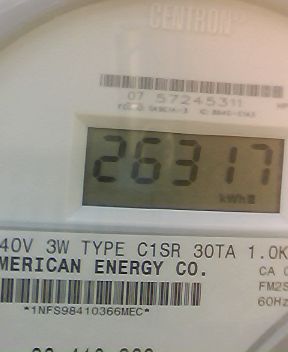 CENTRON
07 57245311
26317
kWh
40V 3W TYPE C1SR 30TA 1.0K
MERICAN ENERGY CO.
CA 0
FM2S
60Hz
*1NFS98410366MEC*